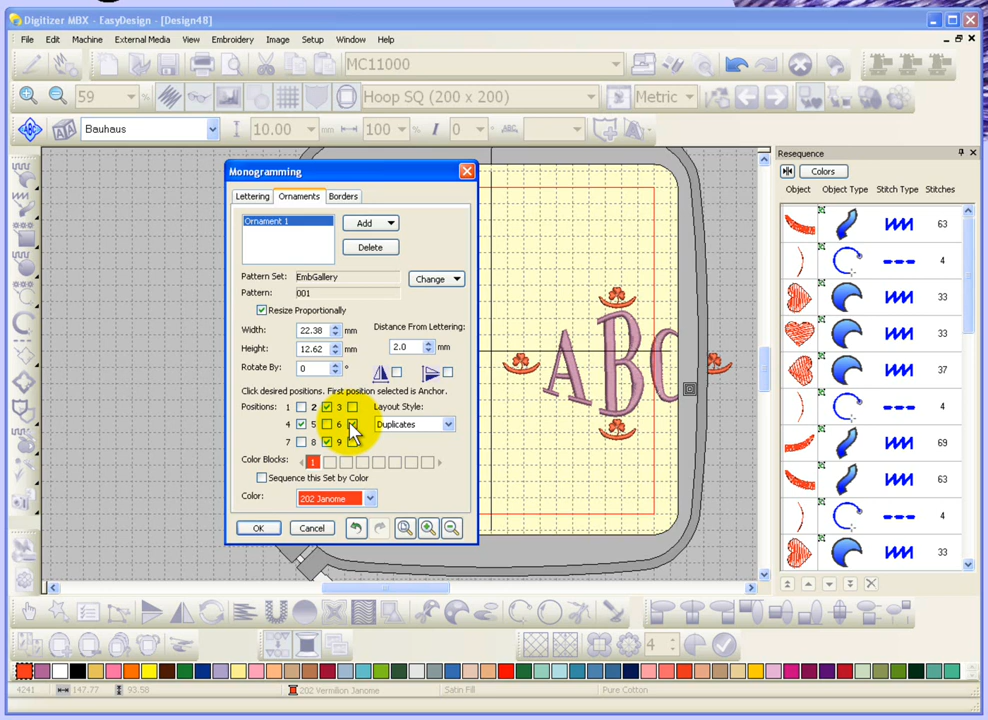 Digitizer MBX - EasyDesign - [Design48]
File Edit Machine External Media View Embroidery Image Setup Window Help
MC11000
59 % Hoop SQ (200 x 200) Metric
Bauhaus 10.00 mm 100 % 0 °
Monogramming
Lettering Ornaments Borders
Ornament 1
Add
Delete
Pattern Set: EmbGallery
Change
Pattern: 001
Resize Proportionally
Width: 22.38 mm
Distance From Lettering:
Height: 12.62 mm
2.0 mm
Rotate By: 0 °
Click desired positions. First position selected is Anchor.
Positions: 1 2 3
Layout Style:
4 5 6
Duplicates
7 8 9
Color Blocks: 1
Sequence this Set by Color
Color: 202 Janome
OK Cancel
ABC
Resequence
Colors
Object Object Type Stitch Type Stitches
63
4
33
33
37
69
63
4
33
4
4241 147.77 93.58 202 Vermilion Janome Satin Fill Pure Cotton